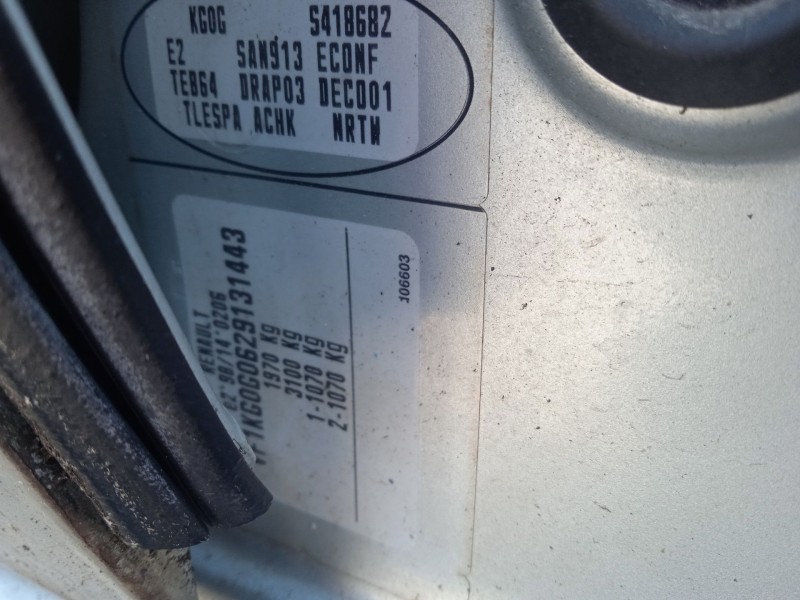 KG0G S418682
E2 SAN913 ECONF
TEB64 DRAP03 DEC001
TLESPA ACHK NRTW
RENAULT
E2*98/14*0206
VF1KG0G0629131443
1970 Kg
3100 Kg
1-1070 Kg
2-1070 Kg
106603